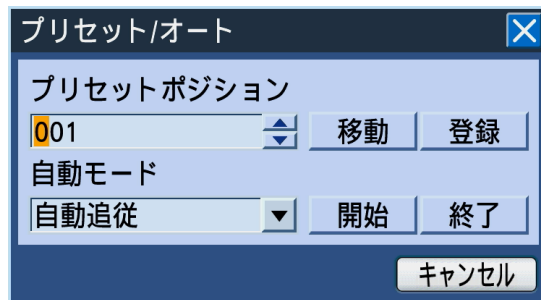 プリセット/オート
プリセットポジション
001 移動 登録
自動モード
自動追従 開始 終了
キャンセル